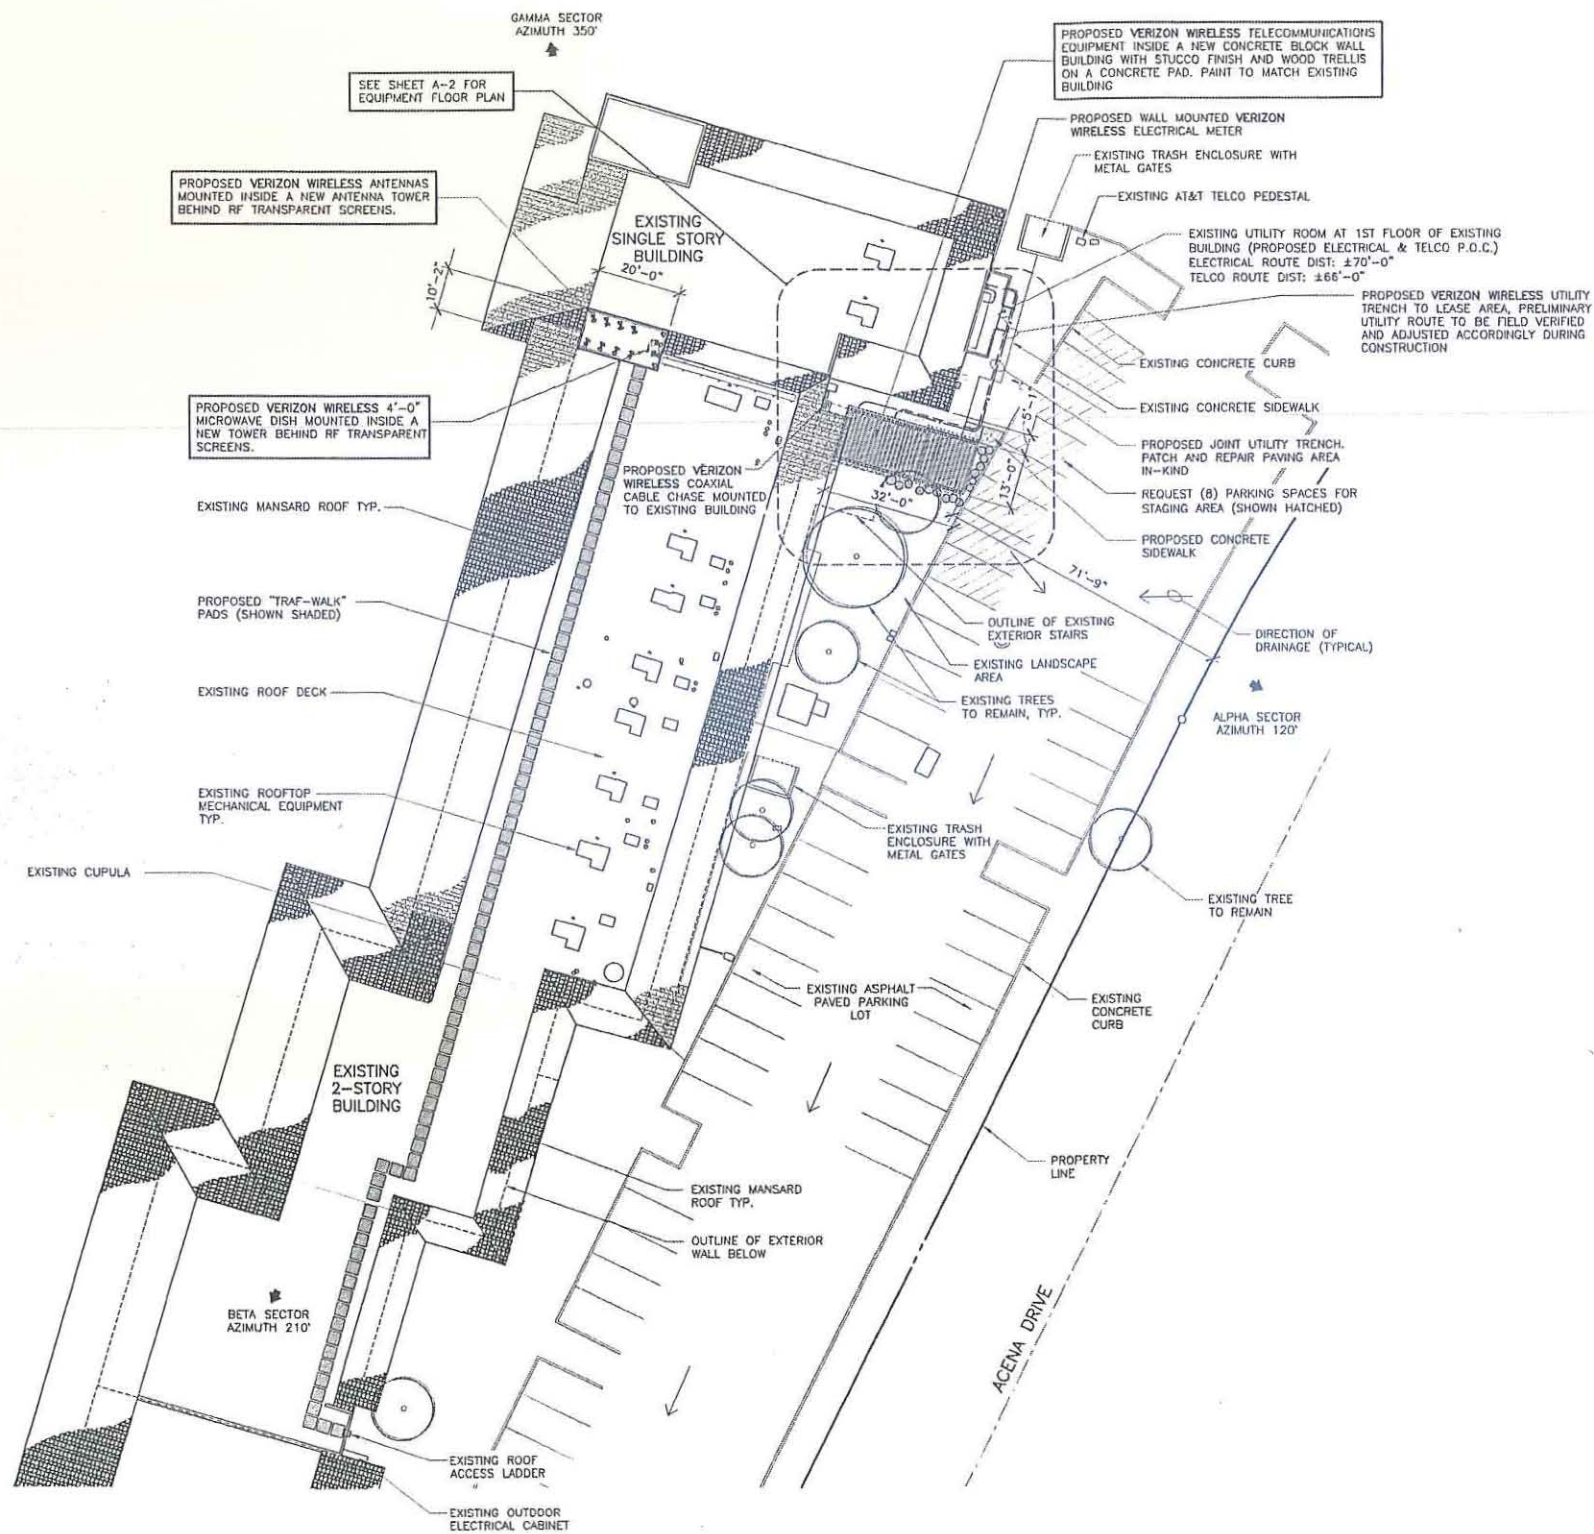 GAMMA SECTOR
AZIMUTH 350°
SEE SHEET A-2 FOR
EQUIPMENT FLOOR PLAN
PROPOSED VERIZON WIRELESS TELECOMMUNICATIONS
EQUIPMENT INSIDE A NEW CONCRETE BLOCK WALL
BUILDING WITH STUCCO FINISH AND WOOD TRELLIS
ON A CONCRETE PAD. PAINT TO MATCH EXISTING
BUILDING
PROPOSED WALL MOUNTED VERIZON
WIRELESS ELECTRICAL METER
EXISTING TRASH ENCLOSURE WITH
METAL GATES
EXISTING AT&T TELCO PEDESTAL
PROPOSED VERIZON WIRELESS ANTENNAS
MOUNTED INSIDE A NEW ANTENNA TOWER
BEHIND RF TRANSPARENT SCREENS.
EXISTING
SINGLE STORY
BUILDING
20'-0"
10'-2"
EXISTING UTILITY ROOM AT 1ST FLOOR OF EXISTING
BUILDING (PROPOSED ELECTRICAL & TELCO P.O.C.)
ELECTRICAL ROUTE DIST: ±70'-0"
TELCO ROUTE DIST: ±66'-0"
PROPOSED VERIZON WIRELESS UTILITY
TRENCH TO LEASE AREA, PRELIMINARY
UTILITY ROUTE TO BE FIELD VERIFIED
AND ADJUSTED ACCORDINGLY DURING
CONSTRUCTION
EXISTING CONCRETE CURB
EXISTING CONCRETE SIDEWALK
5'-1"
PROPOSED VERIZON WIRELESS 4'-0"
MICROWAVE DISH MOUNTED INSIDE A
NEW TOWER BEHIND RF TRANSPARENT
SCREENS.
PROPOSED JOINT UTILITY TRENCH.
PATCH AND REPAIR PAVING AREA
IN-KIND
PROPOSED VERIZON
WIRELESS COAXIAL
CABLE CHASE MOUNTED
TO EXISTING BUILDING
32'-0"
13'-0"
REQUEST (8) PARKING SPACES FOR
STAGING AREA (SHOWN HATCHED)
EXISTING MANSARD ROOF TYP.
PROPOSED CONCRETE
SIDEWALK
71'-9"
PROPOSED "TRAF-WALK"
PADS (SHOWN SHADED)
OUTLINE OF EXISTING
EXTERIOR STAIRS
DIRECTION OF
DRAINAGE (TYPICAL)
EXISTING LANDSCAPE
AREA
EXISTING ROOF DECK
EXISTING TREES
TO REMAIN, TYP.
ALPHA SECTOR
AZIMUTH 120°
EXISTING ROOFTOP
MECHANICAL EQUIPMENT
TYP.
EXISTING TRASH
ENCLOSURE WITH
METAL GATES
EXISTING CUPULA
EXISTING TREE
TO REMAIN
EXISTING ASPHALT
PAVED PARKING
LOT
EXISTING
CONCRETE
CURB
EXISTING
2-STORY
BUILDING
PROPERTY
LINE
EXISTING MANSARD
ROOF TYP.
OUTLINE OF EXTERIOR
WALL BELOW
BETA SECTOR
AZIMUTH 210°
ACENA DRIVE
EXISTING ROOF
ACCESS LADDER
EXISTING OUTDOOR
ELECTRICAL CABINET